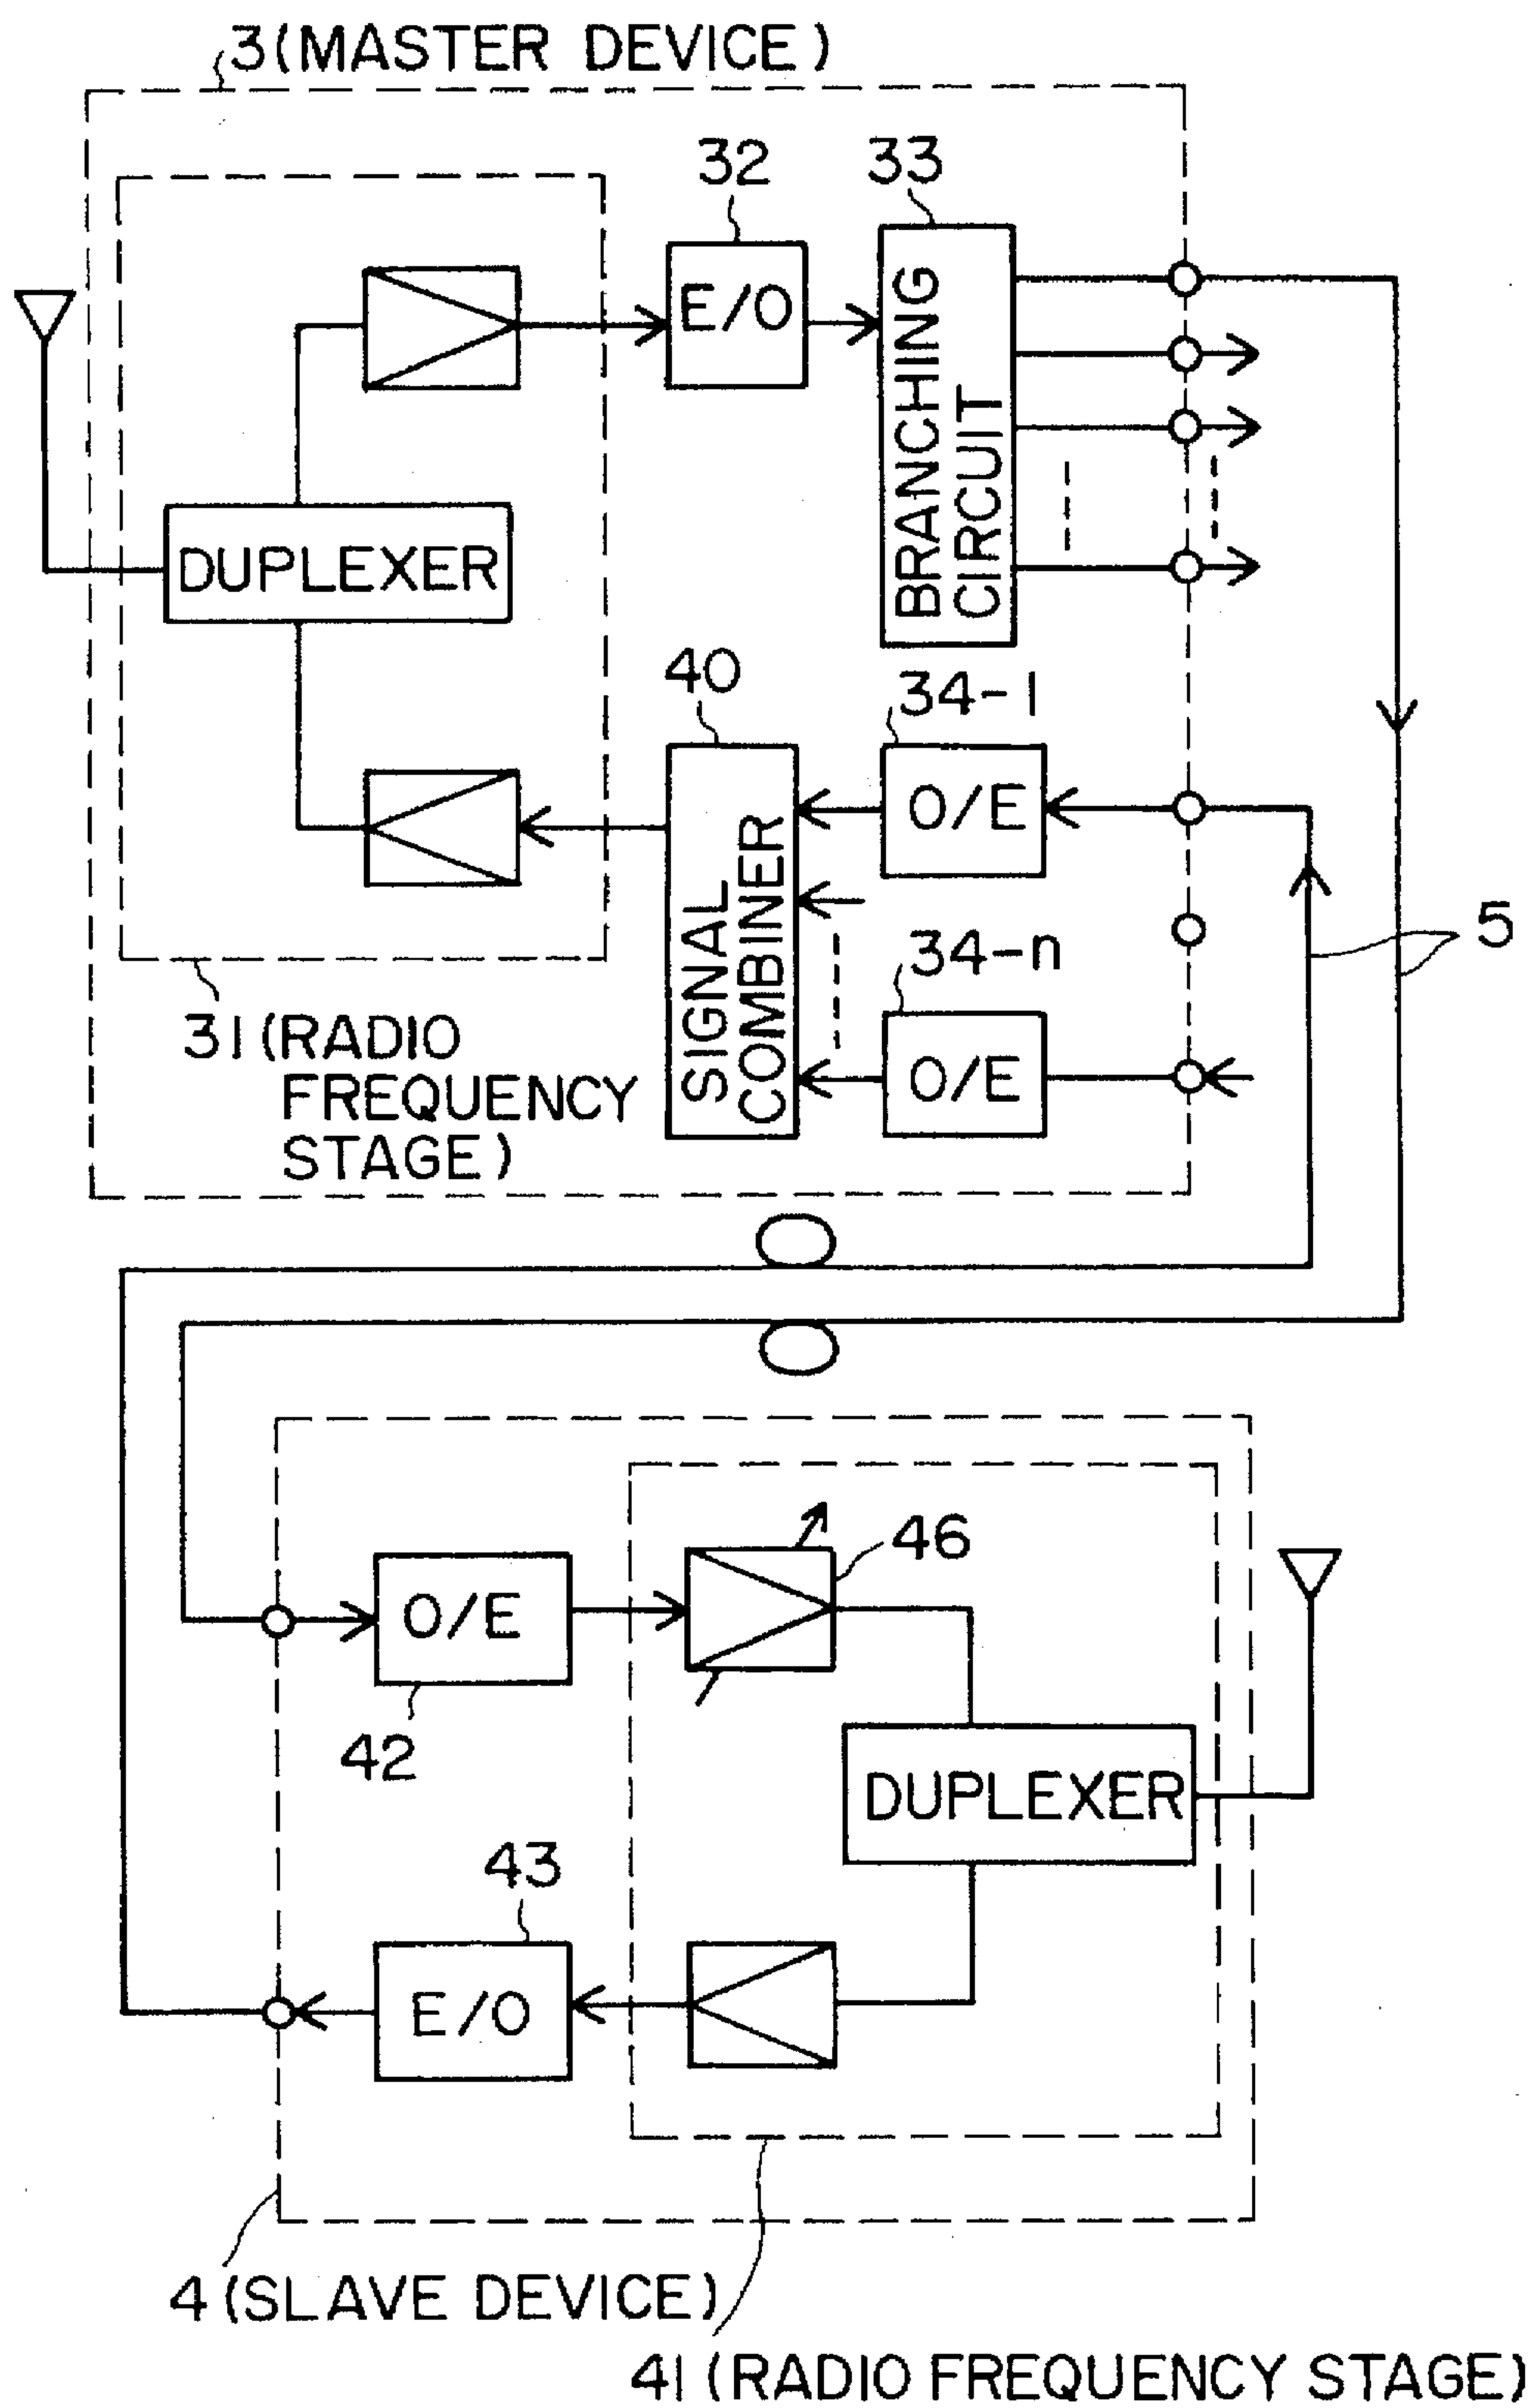 3 (MASTER DEVICE)
32
33
E/O
BRANCHING
CIRCUIT
DUPLEXER
40
34-1
O/E
SIGNAL
COMBINER
5
34-n
O/E
31 (RADIO
FREQUENCY
STAGE)
46
O/E
42
DUPLEXER
43
E/O
4 (SLAVE DEVICE)
41 (RADIO FREQUENCY STAGE)